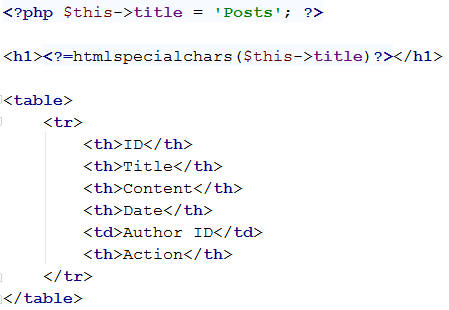 <?php $this->title = 'Posts'; ?>
<h1><?=htmlspecialchars($this->title)?></h1>
<table>
<tr>
<th>ID</th>
<th>Title</th>
<th>Content</th>
<th>Date</th>
<td>Author ID</td>
<th>Action</th>
</tr>
</table>